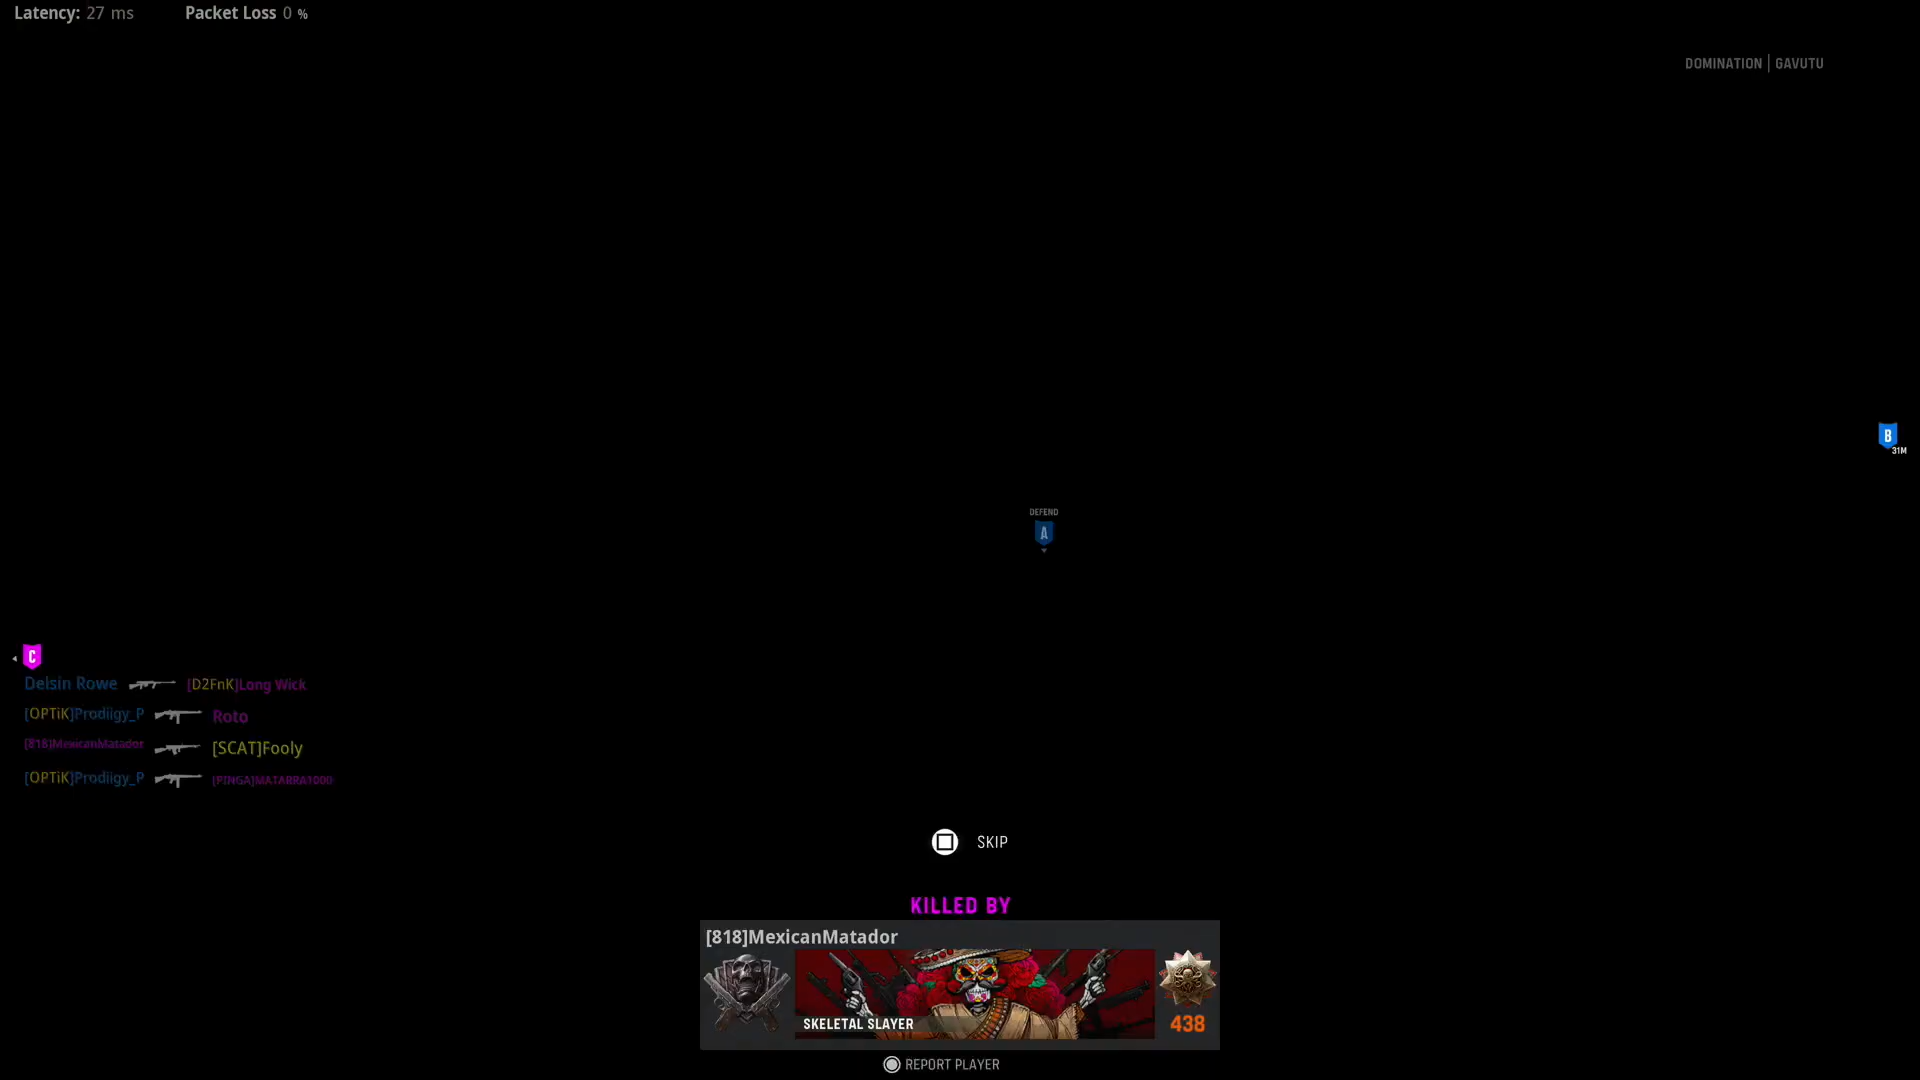 Latency: 27 ms Packet Loss 0 %
DOMINATION | GAVUTU
B
31M
DEFEND
A
C
Delsin Rowe [D2FnK]Long Wick
[OPTiK]Prodiigy_P Roto
[818]MexicanMatador [SCAT]Fooly
[OPTiK]Prodiigy_P [PINGA]MATARRA1000
SKIP
KILLED BY
[818]MexicanMatador
SKELETAL SLAYER
438
REPORT PLAYER